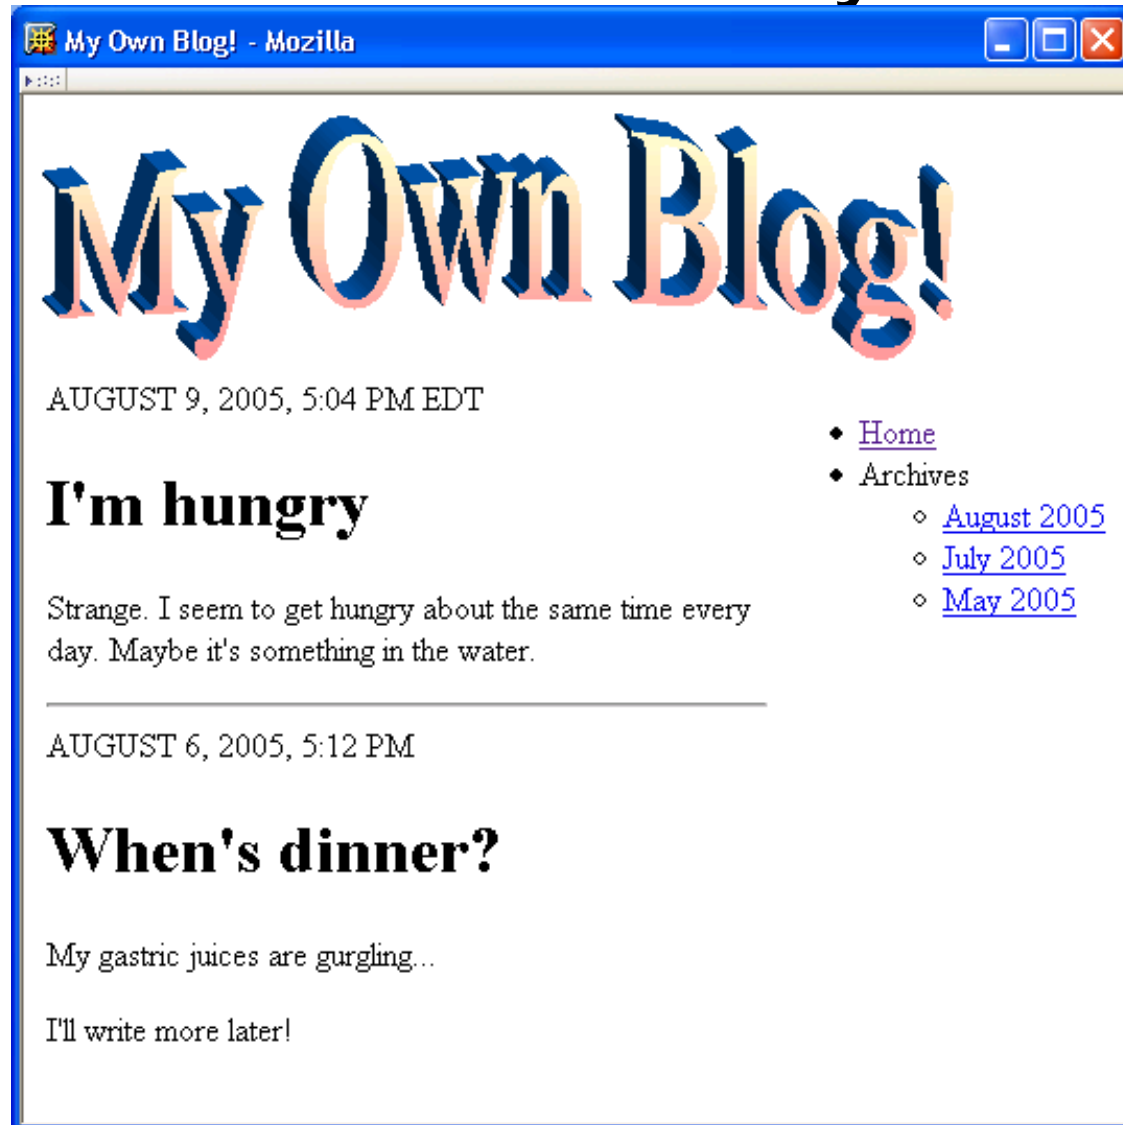 My Own Blog! - Mozilla
My Own Blog!
AUGUST 9, 2005, 5:04 PM EDT
I'm hungry
Strange. I seem to get hungry about the same time every
day. Maybe it's something in the water.
AUGUST 6, 2005, 5:12 PM
When's dinner?
My gastric juices are gurgling...
I'll write more later!
Home
Archives
August 2005
July 2005
May 2005